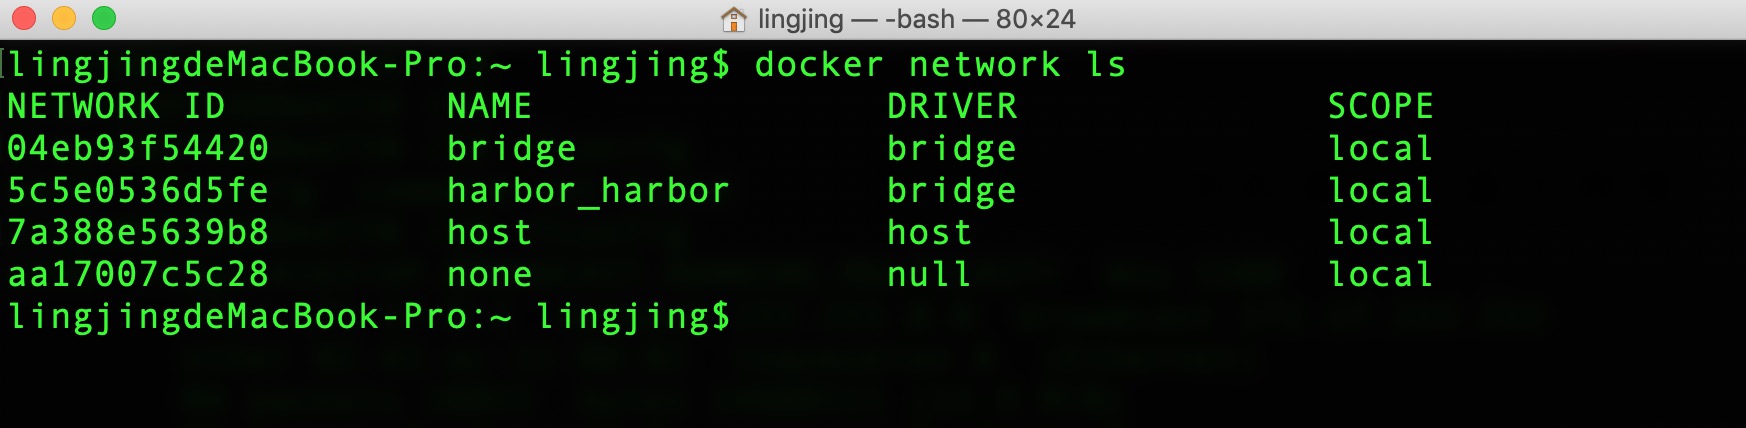 lingjing — -bash — 80×24
lingjingdeMacBook-Pro:~ lingjing$ docker network ls
NETWORK ID NAME DRIVER SCOPE
04eb93f54420 bridge bridge local
5c5e0536d5fe harbor_harbor bridge local
7a388e5639b8 host host local
aa17007c5c28 none null local
lingjingdeMacBook-Pro:~ lingjing$